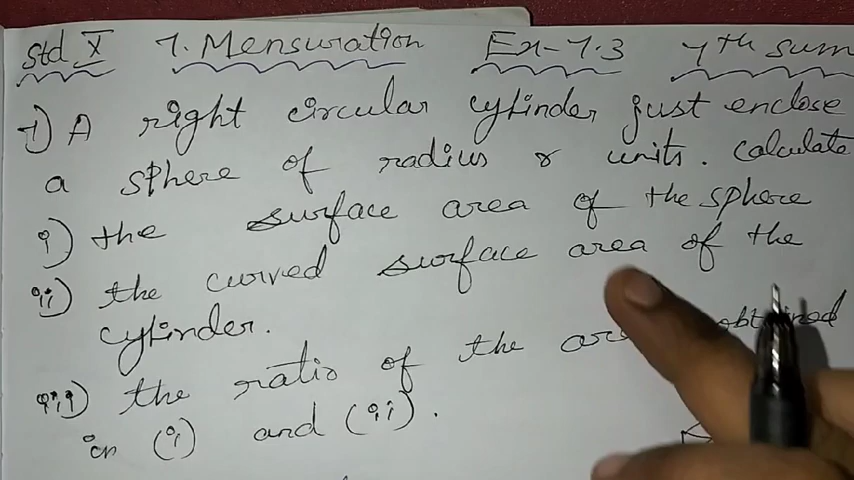 Std X 7. Mensuration Ex-7.3 7th sum
7) A right circular cylinder just enclose
a sphere of radius r units. Calculate
i) the surface area of the sphere
ii) the curved surface area of the
cylinder.
iii) the ratio of the obtained
in (i) and (ii).